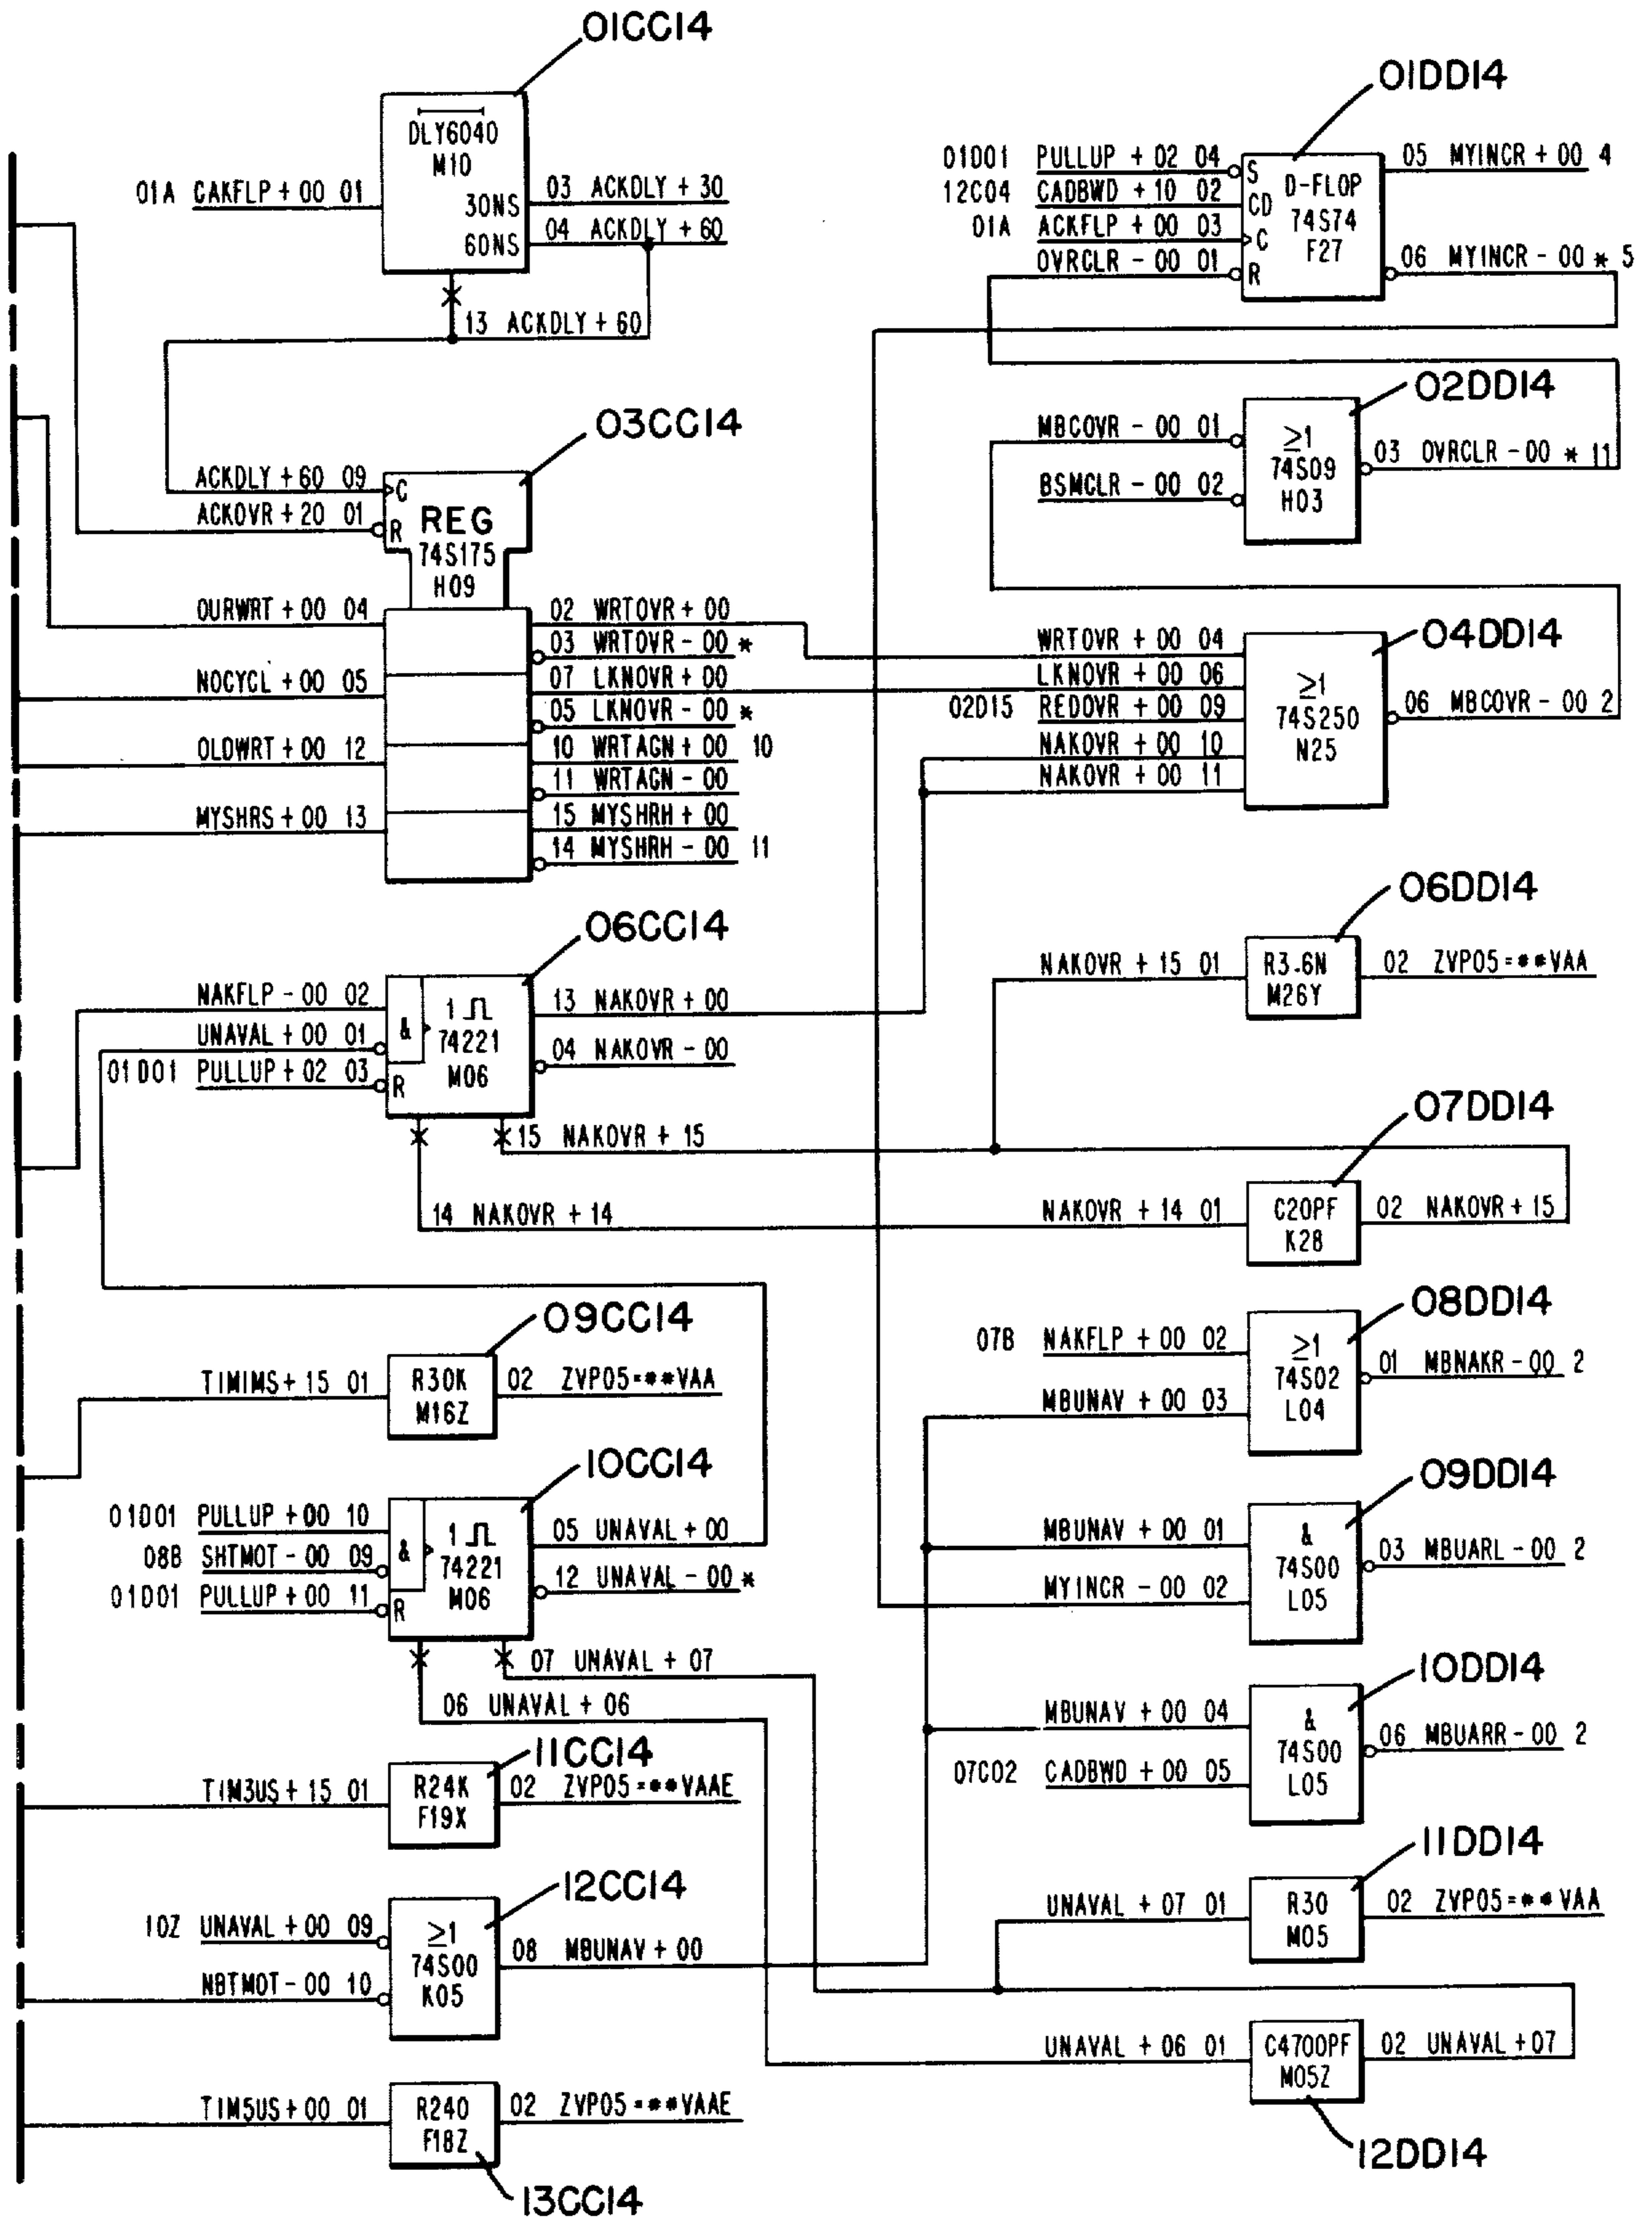 01CC14
DLY6040
M10
01A CAKFLP + 00 01
30NS
03 ACKDLY + 30
60NS
04 ACKDLY + 60
13 ACKDLY + 60
03CC14
ACKDLY + 60 09
C
ACKOVR + 20 01
R
REG
74S175
H09
OURWRT + 00 04
02 WRTOVR + 00
03 WRTOVR - 00 *
NOCYCL + 00 05
07 LKNOVR + 00
05 LKNOVR - 00 *
OLDWRT + 00 12
10 WRTAGN + 00 10
11 WRTAGN - 00
MYSHRS + 00 13
15 MYSHRH + 00
14 MYSHRH - 00 11
06CC14
NAKFLP - 00 02
UNAVAL + 00 01
01D01 PULLUP + 02 03
&
R
1
74221
M06
13 NAKOVR + 00
04 NAKOVR - 00
15 NAKOVR + 15
14 NAKOVR + 14
09CC14
TIMIMS + 15 01
R30K
M16Z
02 ZVP05=**VAA
10CC14
01D01 PULLUP + 00 10
08B SHTMOT - 00 09
01D01 PULLUP + 00 11
&
R
1
74221
M06
05 UNAVAL + 00
12 UNAVAL - 00 *
07 UNAVAL + 07
06 UNAVAL + 06
11CC14
TIM3US + 15 01
R24K
F19X
02 ZVP05=**VAAE
12CC14
10Z UNAVAL + 00 09
NBTMOT - 00 10
≥1
74S00
K05
08 MBUNAV + 00
TIM5US + 00 01
R240
F18Z
02 ZVP05=**VAAE
13CC14
01DD14
01D01 PULLUP + 02 04
12C04 CADBWD + 10 02
01A ACKFLP + 00 03
OVRCLR - 00 01
S
CD
C
R
D-FLOP
74S74
F27
05 MYINCR + 00 4
06 MYINCR - 00 * 5
02DD14
MBCOVR - 00 01
BSMCLR - 00 02
≥1
74S09
H03
03 OVRCLR - 00 * 11
04DD14
WRTOVR + 00 04
LKNOVR + 00 06
02D15 REDOVR + 00 09
NAKOVR + 00 10
NAKOVR + 00 11
≥1
74S250
N25
06 MBCOVR - 00 2
06DD14
NAKOVR + 15 01
R3.6N
M26Y
02 ZVP05=**VAA
07DD14
NAKOVR + 14 01
C20PF
K28
02 NAKOVR + 15
08DD14
07B NAKFLP + 00 02
MBUNAV + 00 03
≥1
74S02
L04
01 MBNAKR - 00 2
09DD14
MBUNAV + 00 01
MYINCR - 00 02
&
74S00
L05
03 MBUARL - 00 2
10DD14
MBUNAV + 00 04
07C02 CADBWD + 00 05
&
74S00
L05
06 MBUARR - 00 2
11DD14
UNAVAL + 07 01
R30
M05
02 ZVP05=**VAA
UNAVAL + 06 01
C4700PF
M05Z
02 UNAVAL + 07
12DD14